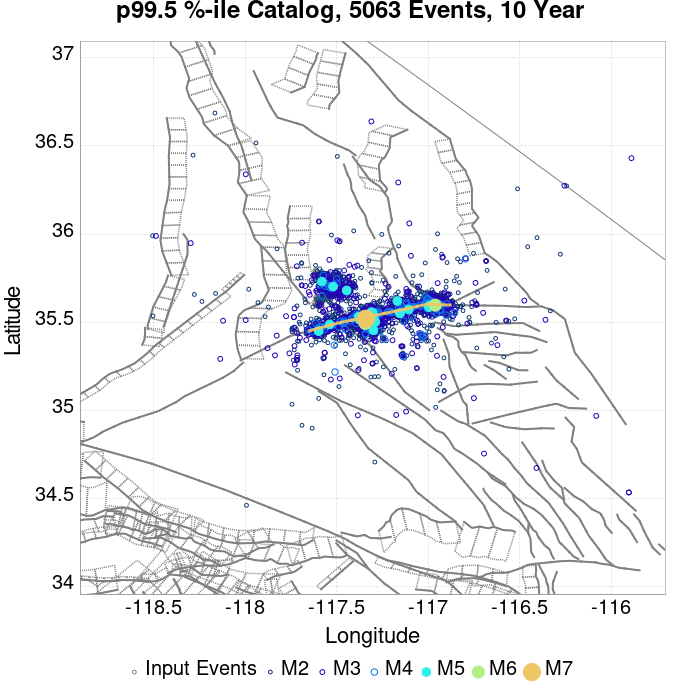 p99.5 %-ile Catalog, 5063 Events, 10 Year
37
36.5
36
35.5
35
34.5
34
Latitude
-118.5 -118 -117.5 -117 -116.5 -116
Longitude
Input Events M2 M3 M4 M5 M6 M7